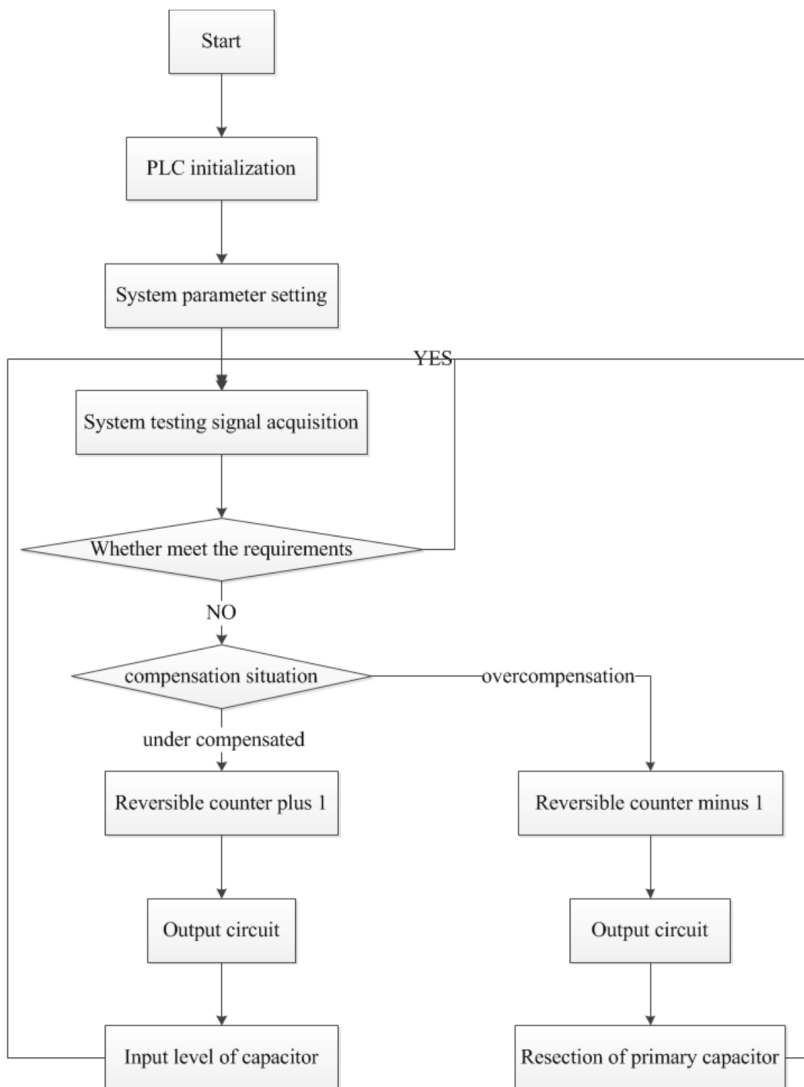 Start
PLC initialization
System parameter setting
YES
System testing signal acquisition
Whether meet the requirements
NO
compensation situation
overcompensation
under compensated
Reversible counter plus 1
Reversible counter minus 1
Output circuit
Output circuit
Input level of capacitor
Resection of primary capacitor